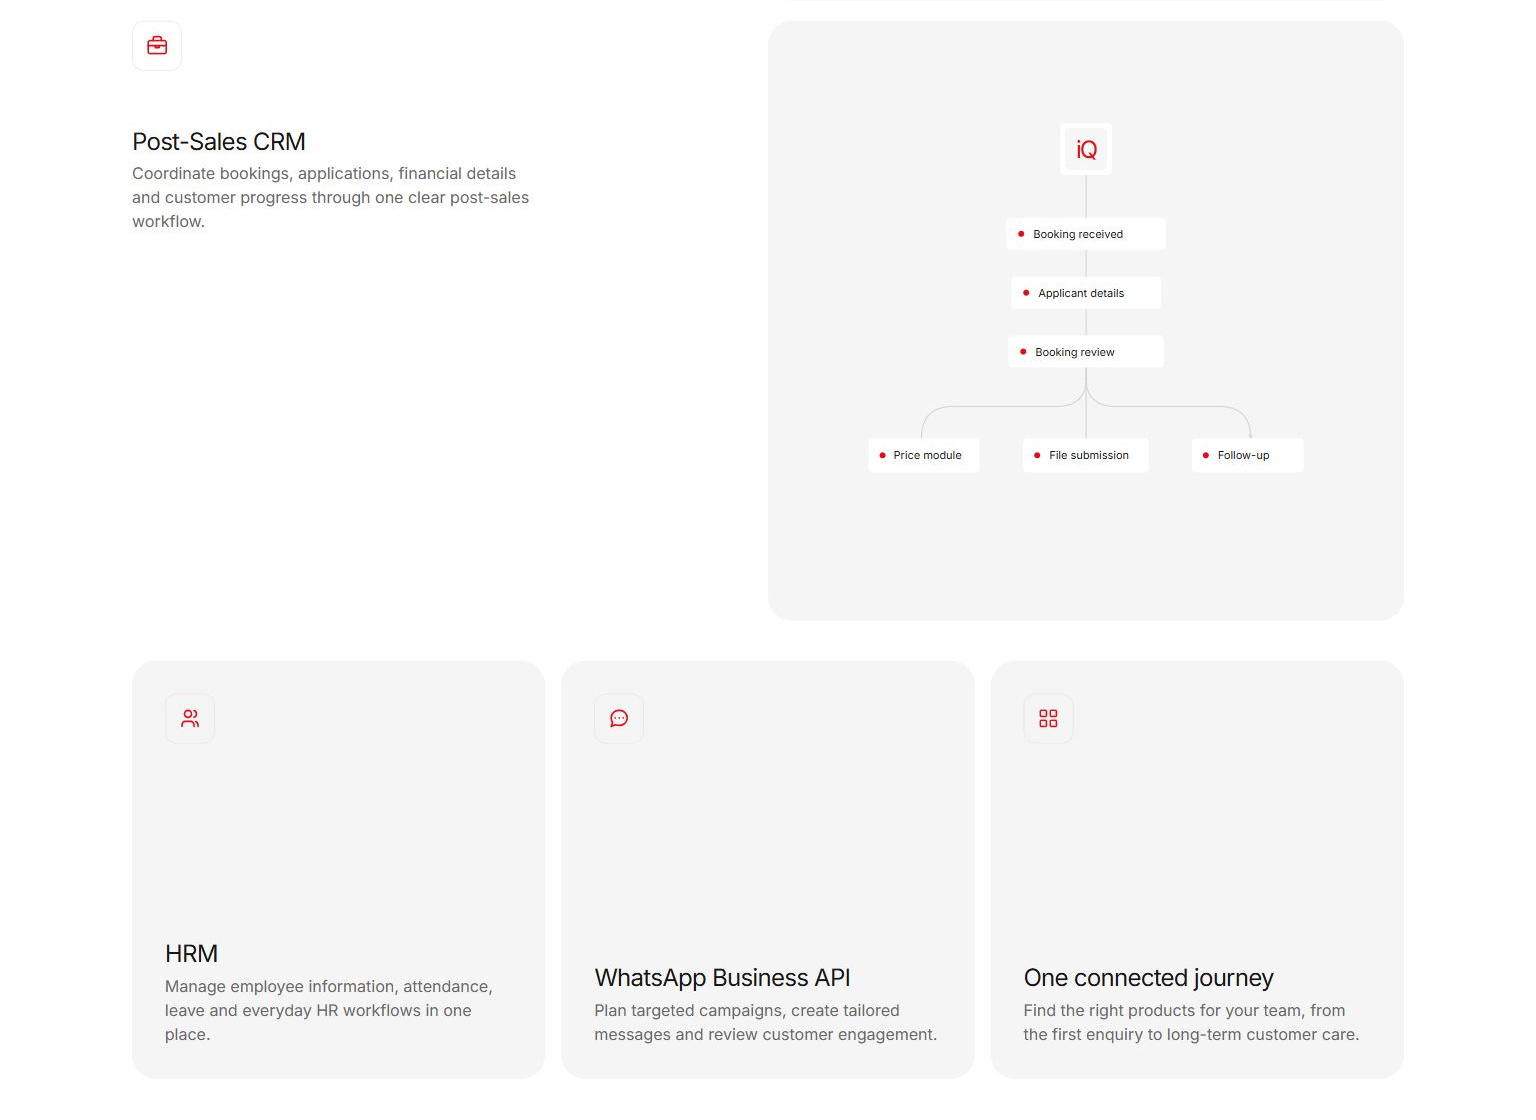 Post-Sales CRM
Coordinate bookings, applications, financial details
and customer progress through one clear post-sales
workflow.
iQ
Booking received
Applicant details
Booking review
Price module
File submission
Follow-up
HRM
Manage employee information, attendance,
leave and everyday HR workflows in one
place.
WhatsApp Business API
Plan targeted campaigns, create tailored
messages and review customer engagement.
One connected journey
Find the right products for your team, from
the first enquiry to long-term customer care.